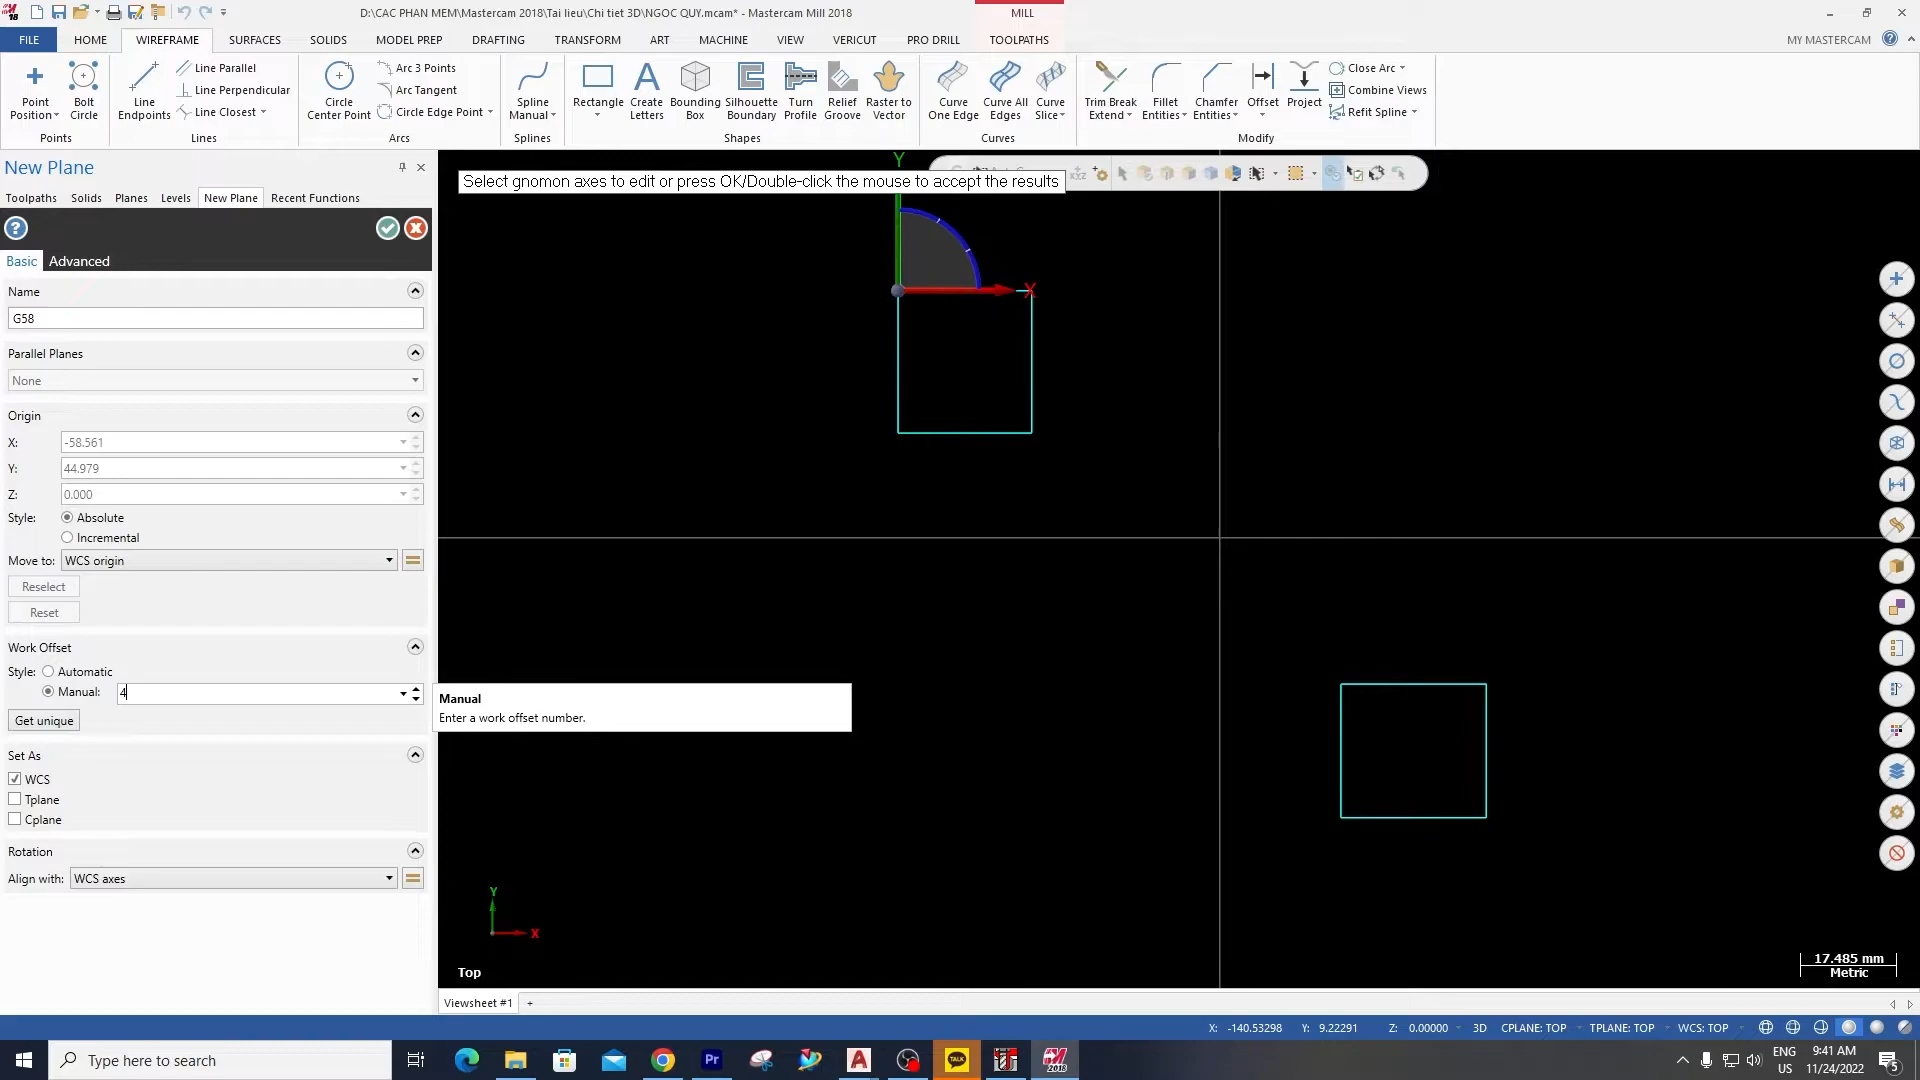 D:\CAC PHAN MEM\Mastercam 2018\Tai lieu\Chi tiet 3D\NGOC QUY.mcam* - Mastercam Mill 2018
MILL
FILE HOME WIREFRAME SURFACES SOLIDS MODEL PREP DRAFTING TRANSFORM ART MACHINE VIEW VERICUT PRO DRILL TOOLPATHS
MY MASTERCAM
Point Position
Bolt Circle
Points
Line Endpoints
Line Parallel
Line Perpendicular
Line Closest
Lines
Circle Center Point
Arc 3 Points
Arc Tangent
Circle Edge Point
Arcs
Spline Manual
Splines
Rectangle
Create Letters
Bounding Box
Silhouette Boundary
Turn Profile
Relief Groove
Raster to Vector
Shapes
Curve One Edge
Curve All Edges
Curve Slice
Curves
Trim Break Extend
Fillet Entities
Chamfer Entities
Offset
Project
Close Arc
Combine Views
Refit Spline
Modify
New Plane
Toolpaths Solids Planes Levels New Plane Recent Functions
Basic Advanced
Name
G58
Parallel Planes
None
Origin
X: -58.561
Y: 44.979
Z: 0.000
Style: Absolute
Incremental
Move to: WCS origin
Reselect
Reset
Work Offset
Style: Automatic
Manual: 4
Get unique
Set As
WCS
Tplane
Cplane
Rotation
Align with: WCS axes
Select gnomon axes to edit or press OK/Double-click the mouse to accept the results
Y
X
Manual
Enter a work offset number.
Y
X
Top
17.485 mm
Metric
Viewsheet #1 +
X: -140.53298 Y: 9.22291 Z: 0.00000 3D CPLANE: TOP TPLANE: TOP WCS: TOP
Type here to search
Pr
TALK
2018
ENG
US
9:41 AM
11/24/2022
5